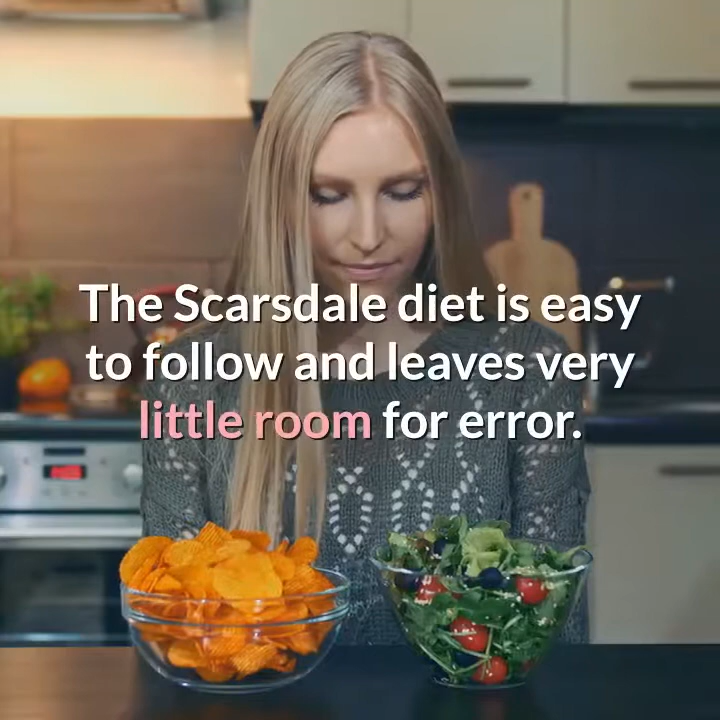 The Scarsdale diet is easy
to follow and leaves very
little room for error.